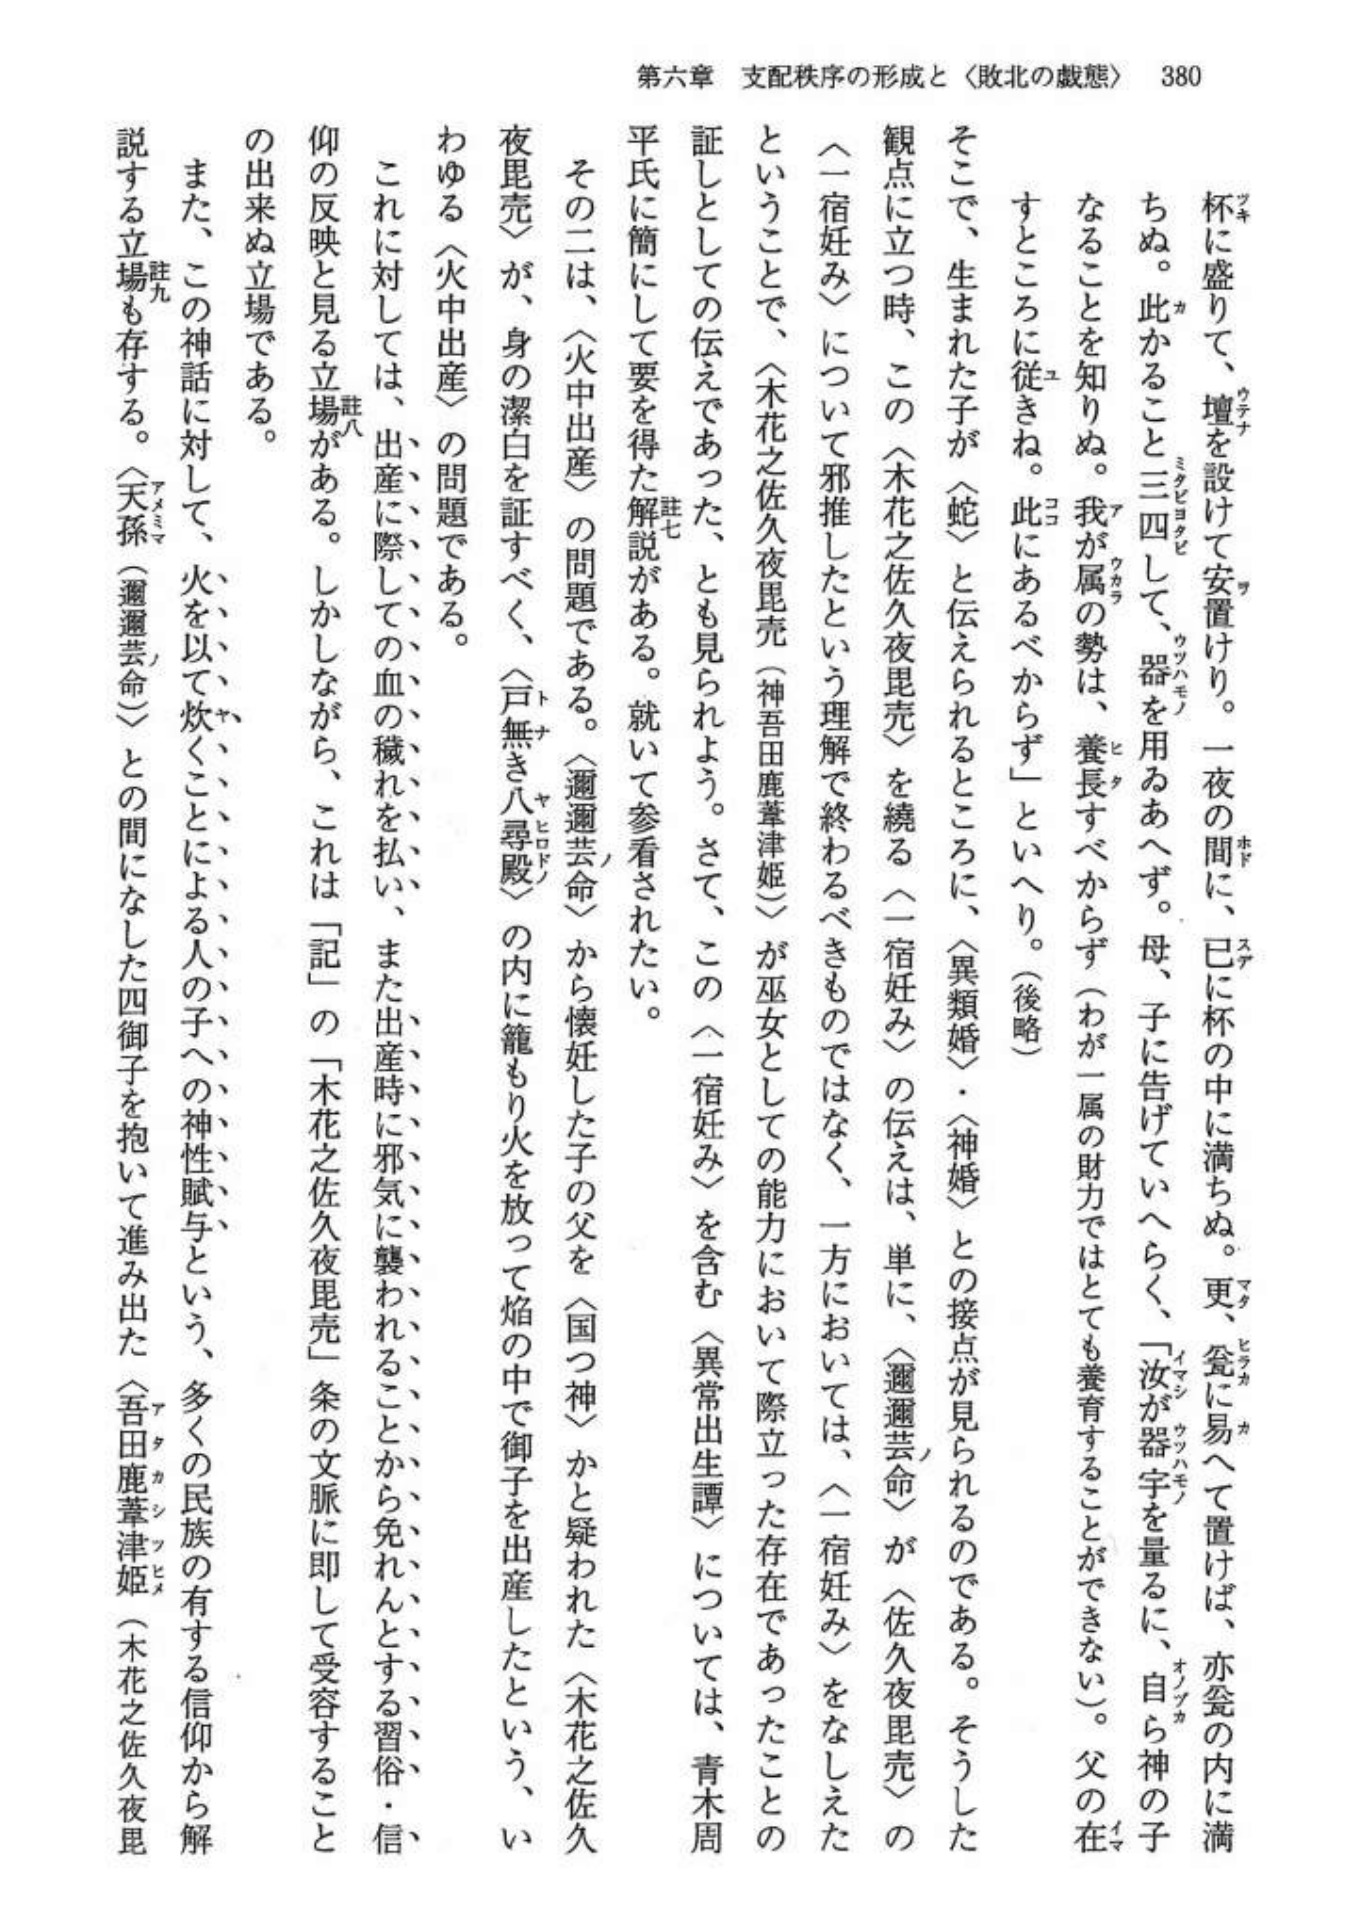 第六章　支配秩序の形成と〈敗北の戯態〉　380
杯に盛りて、壇を設けて安置けり。一夜の間に、已に杯の中に満ちぬ。更、瓫に易へて置けば、亦瓫の内に満
ちぬ。此かること三四して、器を用ゐあへず。母、子に告げていへらく、「汝が器宇を量るに、自ら神の子
なることを知りぬ。我が属の勢は、養長すべからず（わが一属の財力ではとても養育することができない）。父の在
すところに従きね。此にあるべからず」といへり。（後略）
そこで、生まれた子が〈蛇〉と伝えられるところに、〈異類婚〉・〈神婚〉との接点が見られるのである。そうした
観点に立つ時、この〈木花之佐久夜毘売〉を繞る〈一宿妊み〉の伝えは、単に、〈邇邇芸ノ命〉が〈佐久夜毘売〉の
〈一宿妊み〉について邪推したという理解で終わるべきものではなく、一方においては、〈一宿妊み〉をなしえた
ということで、〈木花之佐久夜毘売（神吾田鹿葦津姫）〉が巫女としての能力において際立った存在であったことの
証しとしての伝えであった、とも見られよう。さて、この〈一宿妊み〉を含む〈異常出生譚〉については、青木周
平氏に簡にして要を得た解説註七がある。就いて参看されたい。
その二は、〈火中出産〉の問題である。〈邇邇芸ノ命〉から懐妊した子の父を〈国つ神〉かと疑われた〈木花之佐久
夜毘売〉が、身の潔白を証すべく、〈戸無き八尋殿〉の内に籠もり火を放って焔の中で御子を出産したという、い
わゆる〈火中出産〉の問題である。
これに対しては、出産に際しての血の穢れを払い、また出産時に邪気に襲われることから免れんとする習俗・信
仰の反映と見る立場註八がある。しかしながら、これは「記」の「木花之佐久夜毘売」条の文脈に即して受容すること
の出来ぬ立場である。
また、この神話に対して、火を以て炊くことによる人の子への神性賦与という、多くの民族の有する信仰から解
説する立場註九も存する。〈天孫（邇邇芸ノ命）〉との間になした四御子を抱いて進み出た〈吾田鹿葦津姫（木花之佐久夜毘